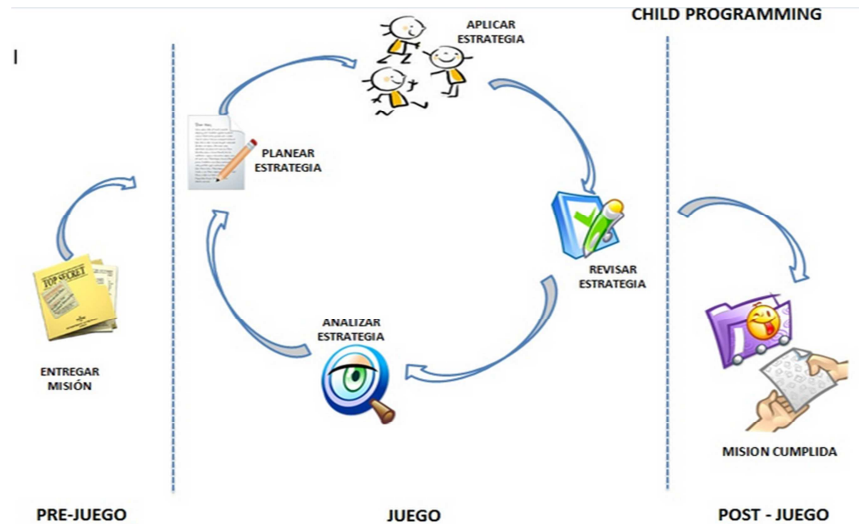 CHILD PROGRAMMING
APLICAR
ESTRATEGIA
PLANEAR
ESTRATEGIA
REVISAR
ESTRATEGIA
ANALIZAR
ESTRATEGIA
TOP SECRET
ENTREGAR
MISIÓN
MISION CUMPLIDA
PRE-JUEGO
JUEGO
POST - JUEGO